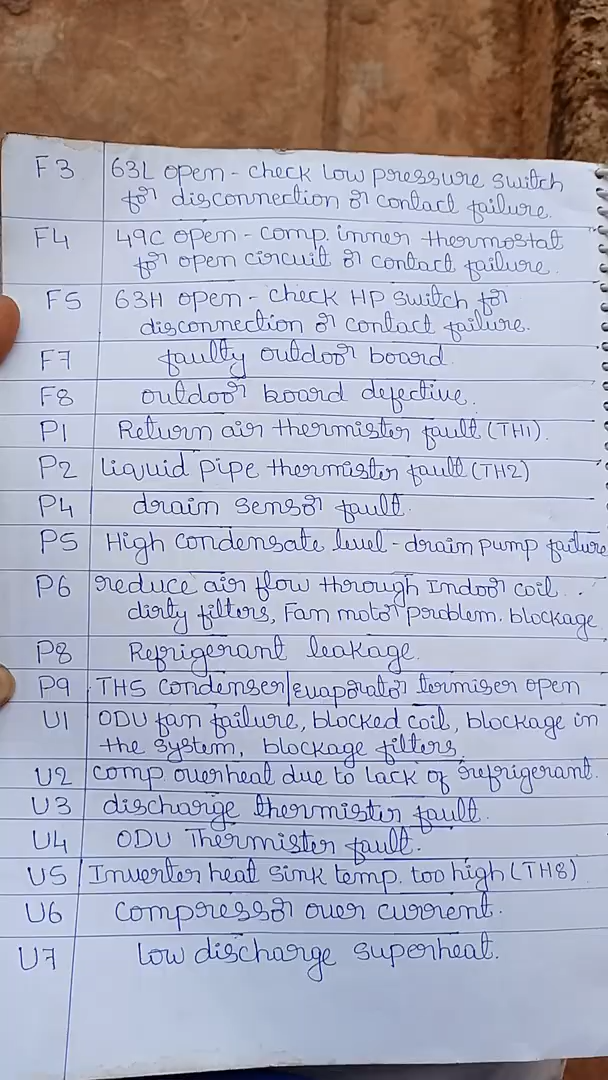 F3 63L open - check low pressure switch
for disconnection or contact failure.
F4 49C open - comp. inner thermostat
for open circuit or contact failure.
F5 63H open - check HP switch for
disconnection or contact failure.
F7 faulty outdoor board.
F8 outdoor board defective.
P1 Return air thermister fault (TH1).
P2 liquid pipe thermister fault (TH2)
P4 drain sensor fault.
P5 High condensate level - drain pump failure
P6 reduce air flow through Indoor coil..
dirty filters, Fan motor problem. blockage
P8 Refrigerant leakage.
P9 TH5 condenser/evaporator termiser open
U1 ODU fan failure, blocked coil, blockage in
the system, blockage filters.
U2 comp overheat due to lack of refrigerant.
U3 discharge thermister fault.
U4 ODU Thermister fault.
U5 Inverter heat sink temp. too high (TH8)
U6 compressor over current.
U7 low discharge superheat.